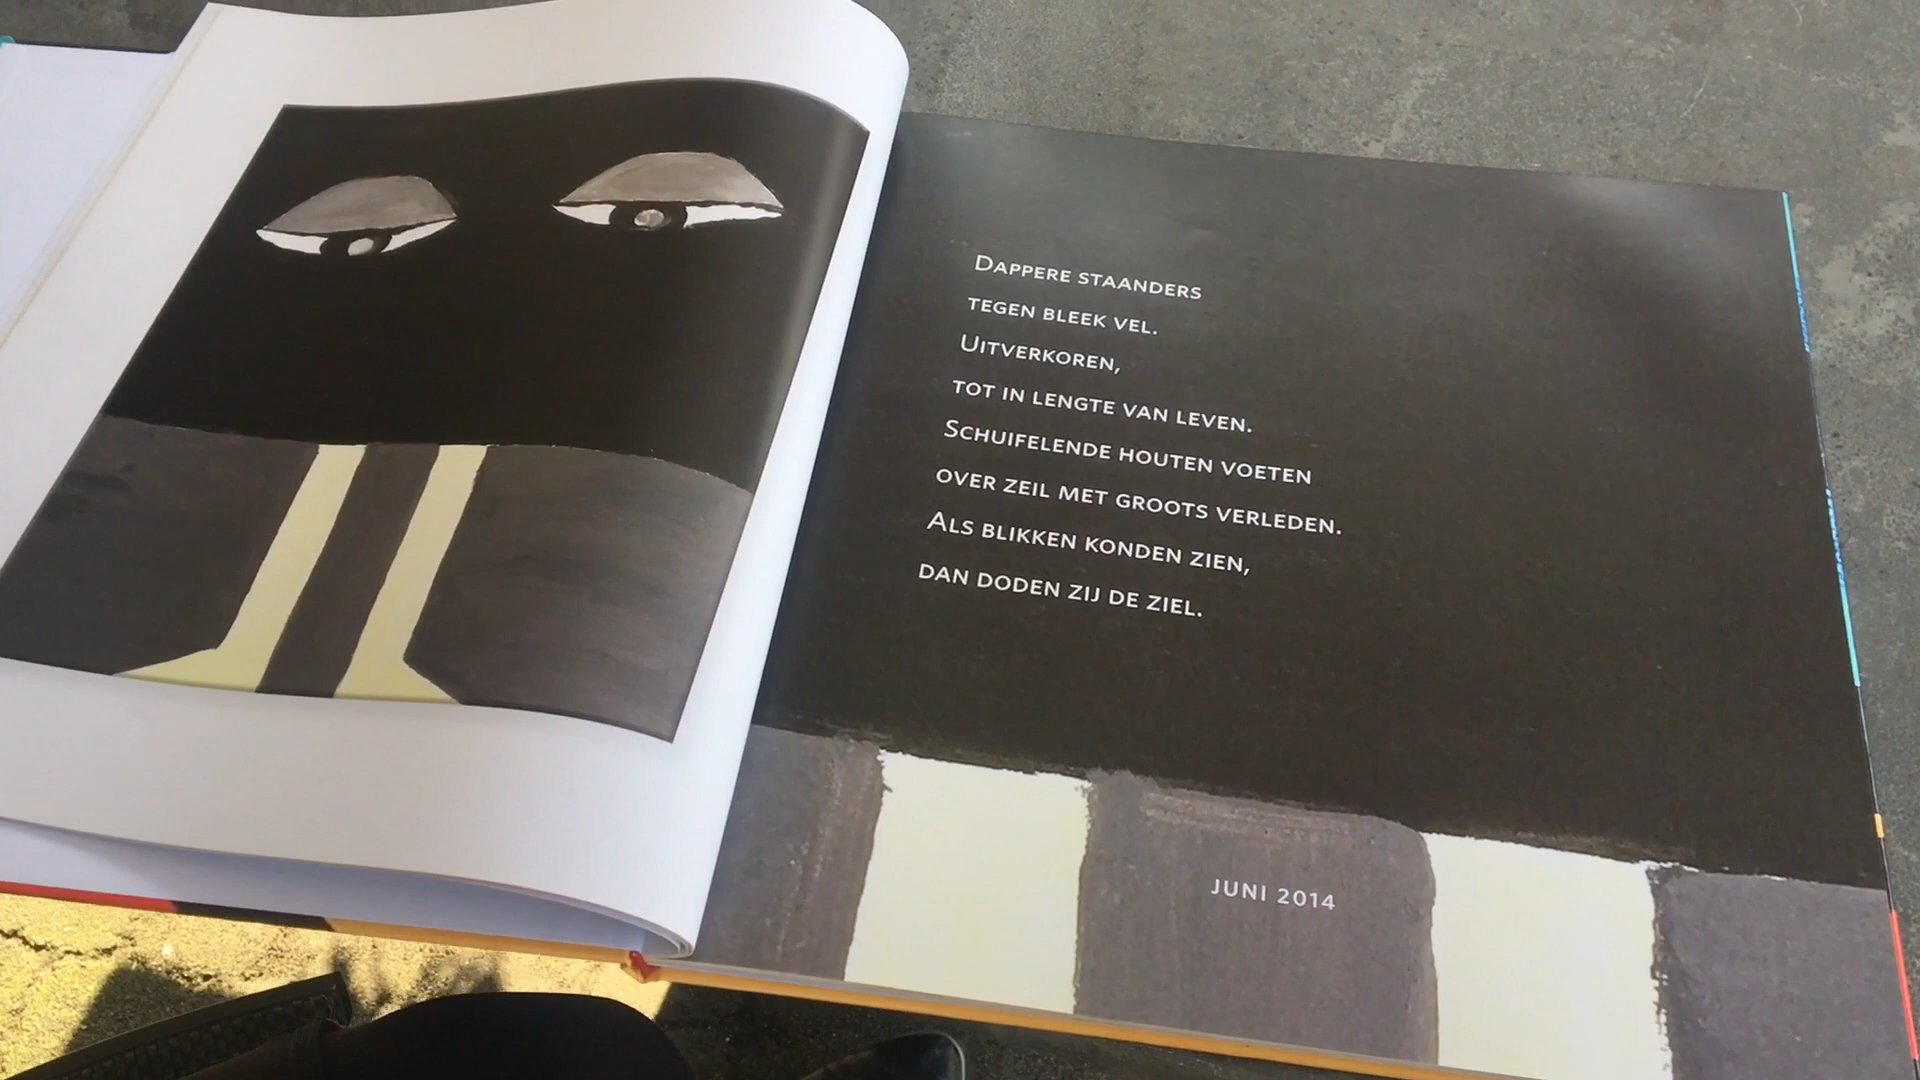 Dappere staanders
tegen bleek vel.
Uitverkoren,
tot in lengte van leven.
Schuifelende houten voeten
over zeil met groots verleden.
Als blikken konden zien,
dan doden zij de ziel.
juni 2014